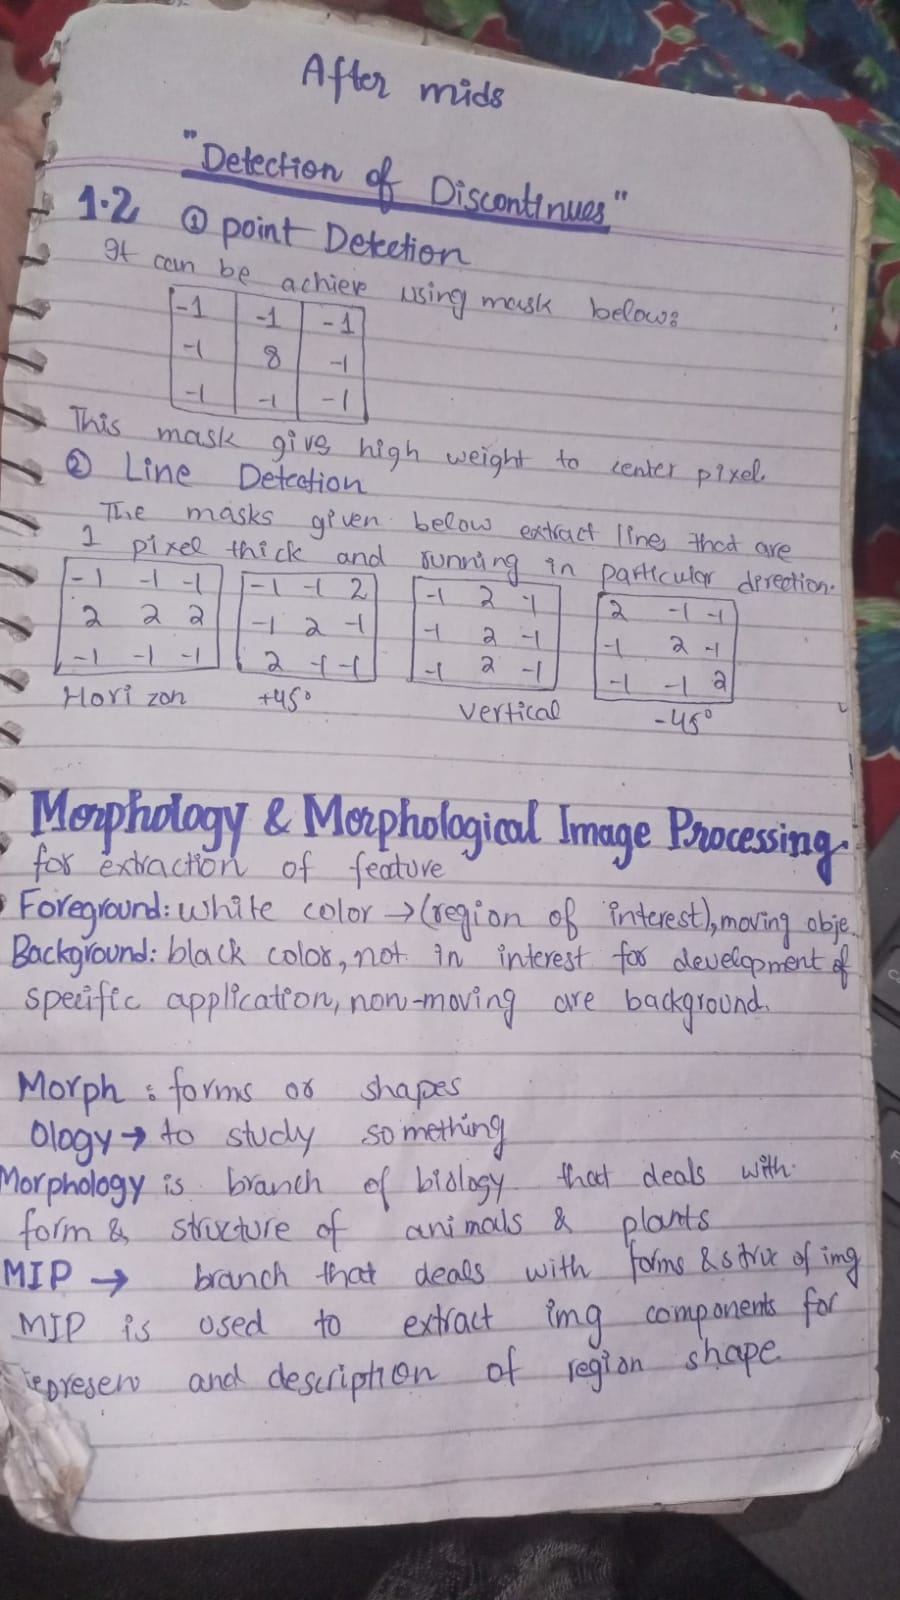 After mids
"Detection of Discontinues"
1.2 ① point Detection
It can be achieve using mask below:
-1 -1 -1
-1 8 -1
-1 -1 -1
This mask give high weight to center pixel.
② Line Detection
The masks given below extract lines that are
1 pixel thick and running in particular direction.
-1 -1 -1 -1 -1 2 -1 2 -1 2 -1 -1
2 2 2 -1 2 -1 -1 2 -1 -1 2 -1
-1 -1 -1 2 -1 -1 -1 2 -1 -1 -1 2
Horizon +45° vertical -45°
Morphology & Morphological Image Processing.
for extraction of feature
Foreground: white color → (region of interest), moving obje.
Background: black color, not in interest for development of
specific application, non-moving are background.
Morph : forms or shapes
Ology → to study something
Morphology is branch of biology that deals with
form & structure of animals & plants
MIP → branch that deals with forms & struc of img
MIP is used to extract img components for
represen and description of region shape